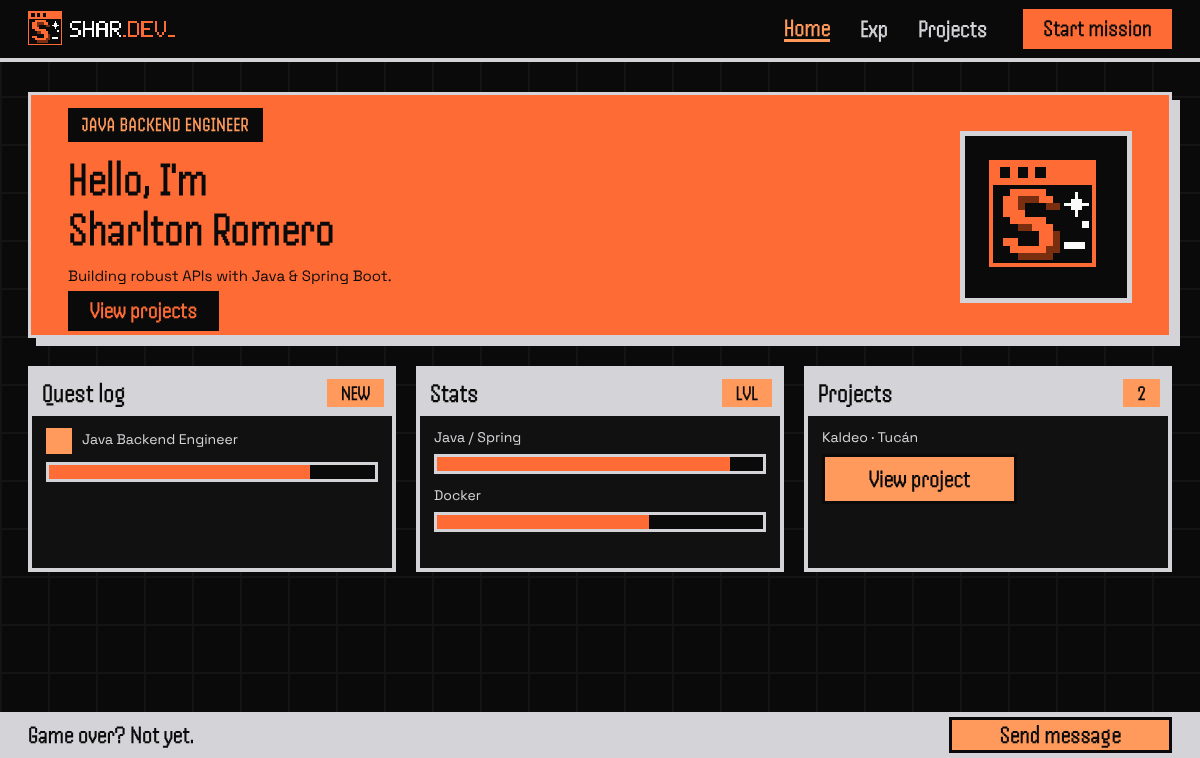 SHAR.DEV_
Home
Exp
Projects
Start mission
JAVA BACKEND ENGINEER
Hello, I'm
Sharlton Romero
Building robust APIs with Java & Spring Boot.
View projects
S
Quest log
NEW
Java Backend Engineer
Stats
LVL
Java / Spring
Docker
Projects
2
Kaldeo · Tucán
View project
Game over? Not yet.
Send message